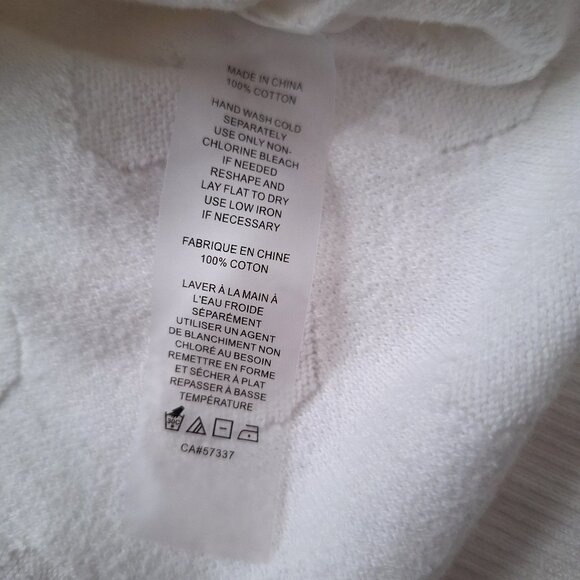 MADE IN CHINA
100% COTTON
HAND WASH COLD
SEPARATELY
USE ONLY NON-
CHLORINE BLEACH
IF NEEDED
RESHAPE AND
LAY FLAT TO DRY
USE LOW IRON
IF NECESSARY
FABRIQUE EN CHINE
100% COTON
LAVER À LA MAIN À
L'EAU FROIDE
SÉPARÉMENT
UTILISER UN AGENT
DE BLANCHIMENT NON
CHLORÉ AU BESOIN
REMETTRE EN FORME
ET SÉCHER À PLAT
REPASSER À BASSE
TEMPÉRATURE
30C
CA#57337